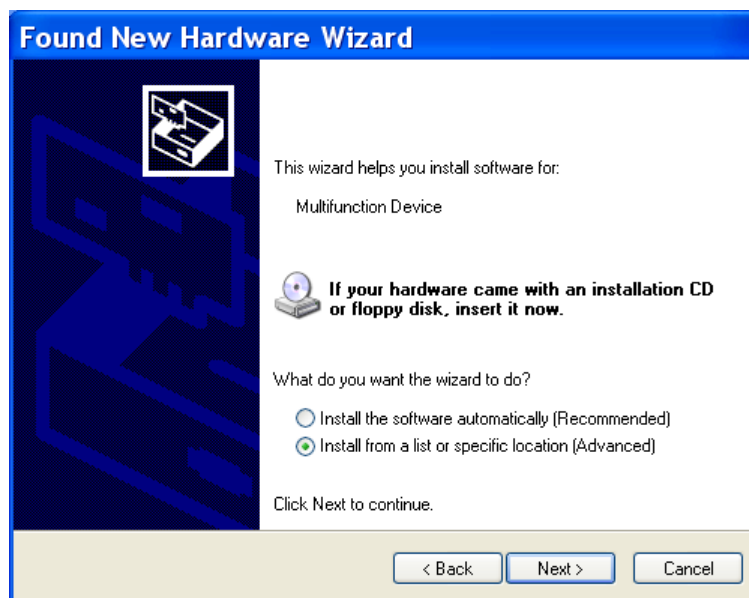 Found New Hardware Wizard
This wizard helps you install software for:
Multifunction Device
If your hardware came with an installation CD
or floppy disk, insert it now.
What do you want the wizard to do?
Install the software automatically (Recommended)
Install from a list or specific location (Advanced)
Click Next to continue.
< Back
Next >
Cancel